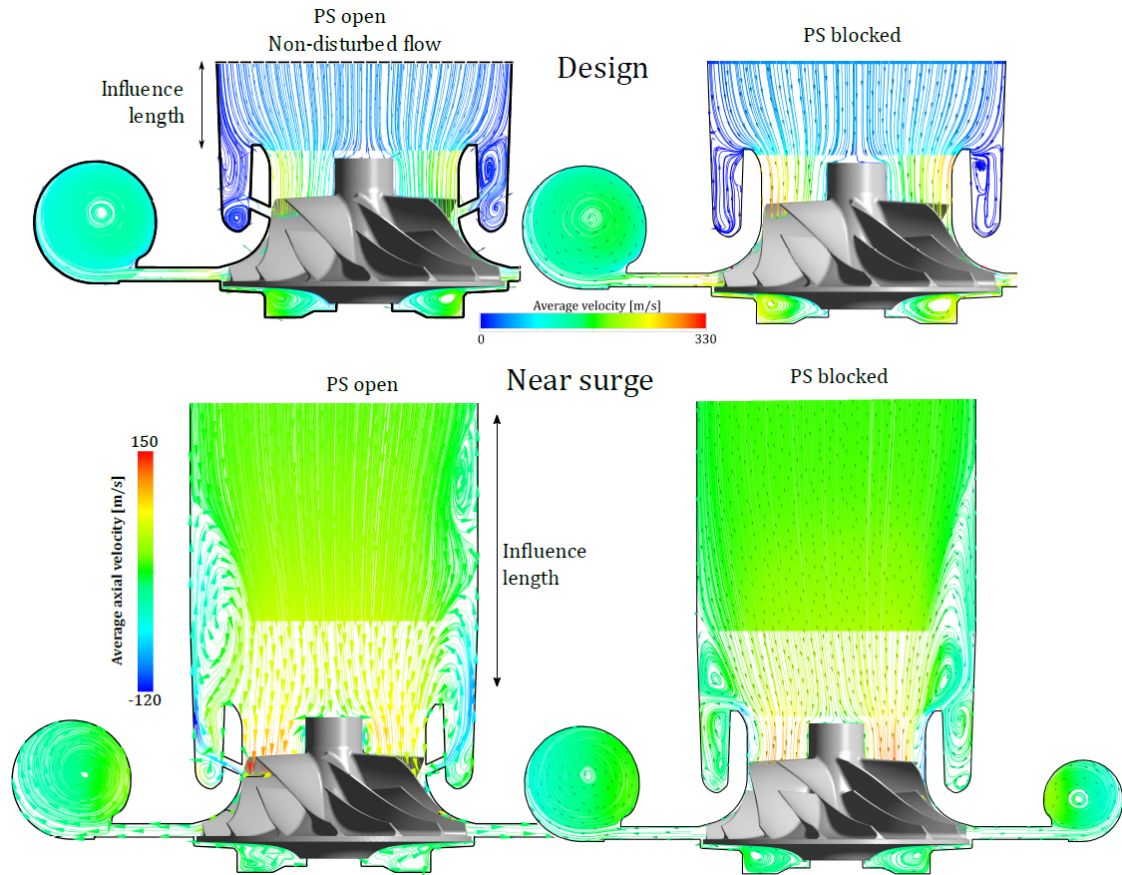 PS open
Non-disturbed flow
PS blocked
Design
Influence
length
Average velocity [m/s]
0
330
Near surge
PS open
PS blocked
150
Average axial velocity [m/s]
-120
Influence
length